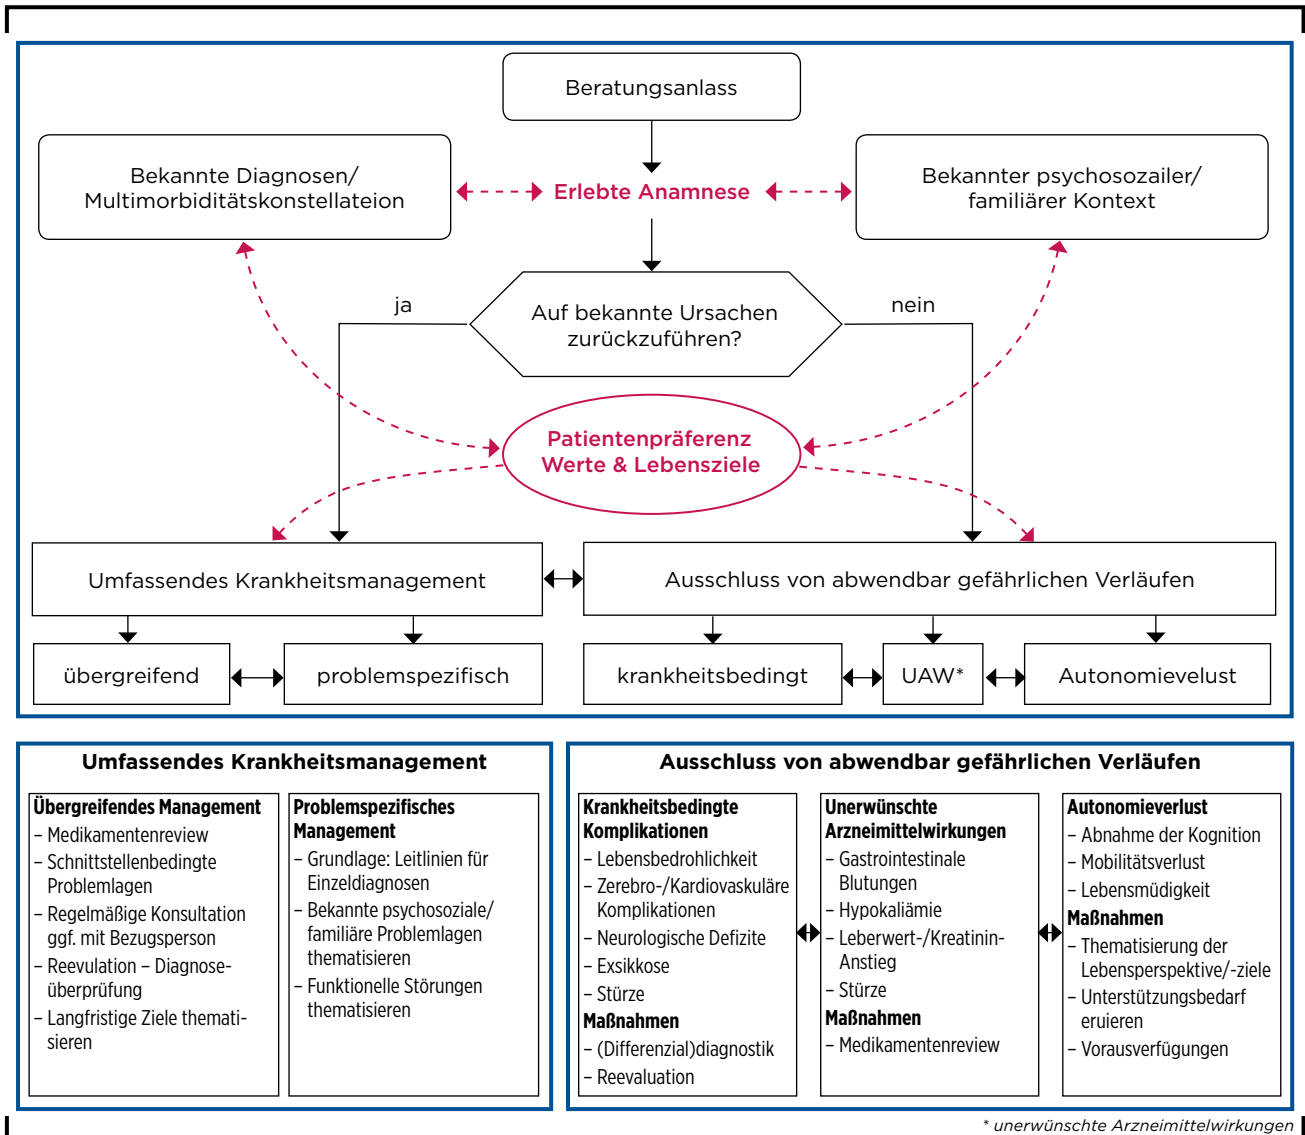 Beratungsanlass
Bekannte Diagnosen/
Multimorbiditätskonstellateion
Erlebte Anamnese
Bekannter psychosozailer/
familiärer Kontext
ja
Auf bekannte Ursachen
zurückzuführen?
nein
Patientenpräferenz
Werte & Lebensziele
Umfassendes Krankheitsmanagement
Ausschluss von abwendbar gefährlichen Verläufen
übergreifend
problemspezifisch
krankheitsbedingt
UAW*
Autonomievelust
Umfassendes Krankheitsmanagement
Übergreifendes Management
– Medikamentenreview
– Schnittstellenbedingte
Problemlagen
– Regelmäßige Konsultation
ggf. mit Bezugsperson
– Reevulation – Diagnose-
überprüfung
– Langfristige Ziele themati-
sieren
Problemspezifisches
Management
– Grundlage: Leitlinien für
Einzeldiagnosen
– Bekannte psychosoziale/
familiäre Problemlagen
thematisieren
– Funktionelle Störungen
thematisieren
Ausschluss von abwendbar gefährlichen Verläufen
Krankheitsbedingte
Komplikationen
– Lebensbedrohlichkeit
– Zerebro-/Kardiovaskuläre
Komplikationen
– Neurologische Defizite
– Exsikkose
– Stürze
Maßnahmen
– (Differenzial)diagnostik
– Reevaluation
Unerwünschte
Arzneimittelwirkungen
– Gastrointestinale
Blutungen
– Hypokaliämie
– Leberwert-/Kreatinin-
Anstieg
– Stürze
Maßnahmen
– Medikamentenreview
Autonomieverlust
– Abnahme der Kognition
– Mobilitätsverlust
– Lebensmüdigkeit
Maßnahmen
– Thematisierung der
Lebensperspektive/-ziele
– Unterstützungsbedarf
eruieren
– Vorausverfügungen
* unerwünschte Arzneimittelwirkungen